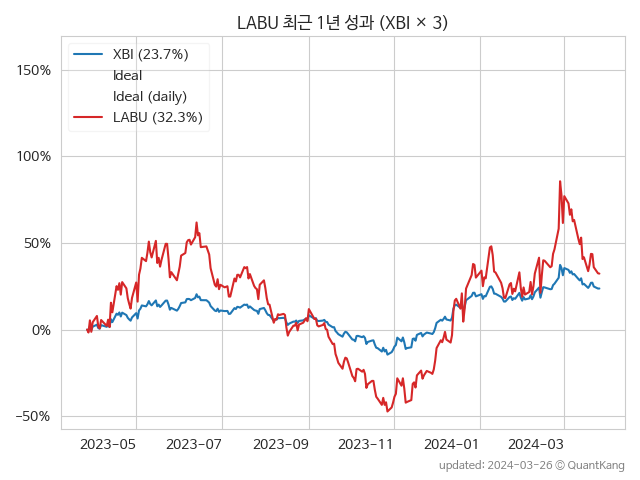 LABU 최근 1년 성과 (XBI × 3)
XBI (23.7%)
Ideal
Ideal (daily)
LABU (32.3%)
150%
100%
50%
0%
−50%
2023−05
2023−07
2023−09
2023−11
2024−01
2024−03
updated: 2024−03−26 © QuantKang